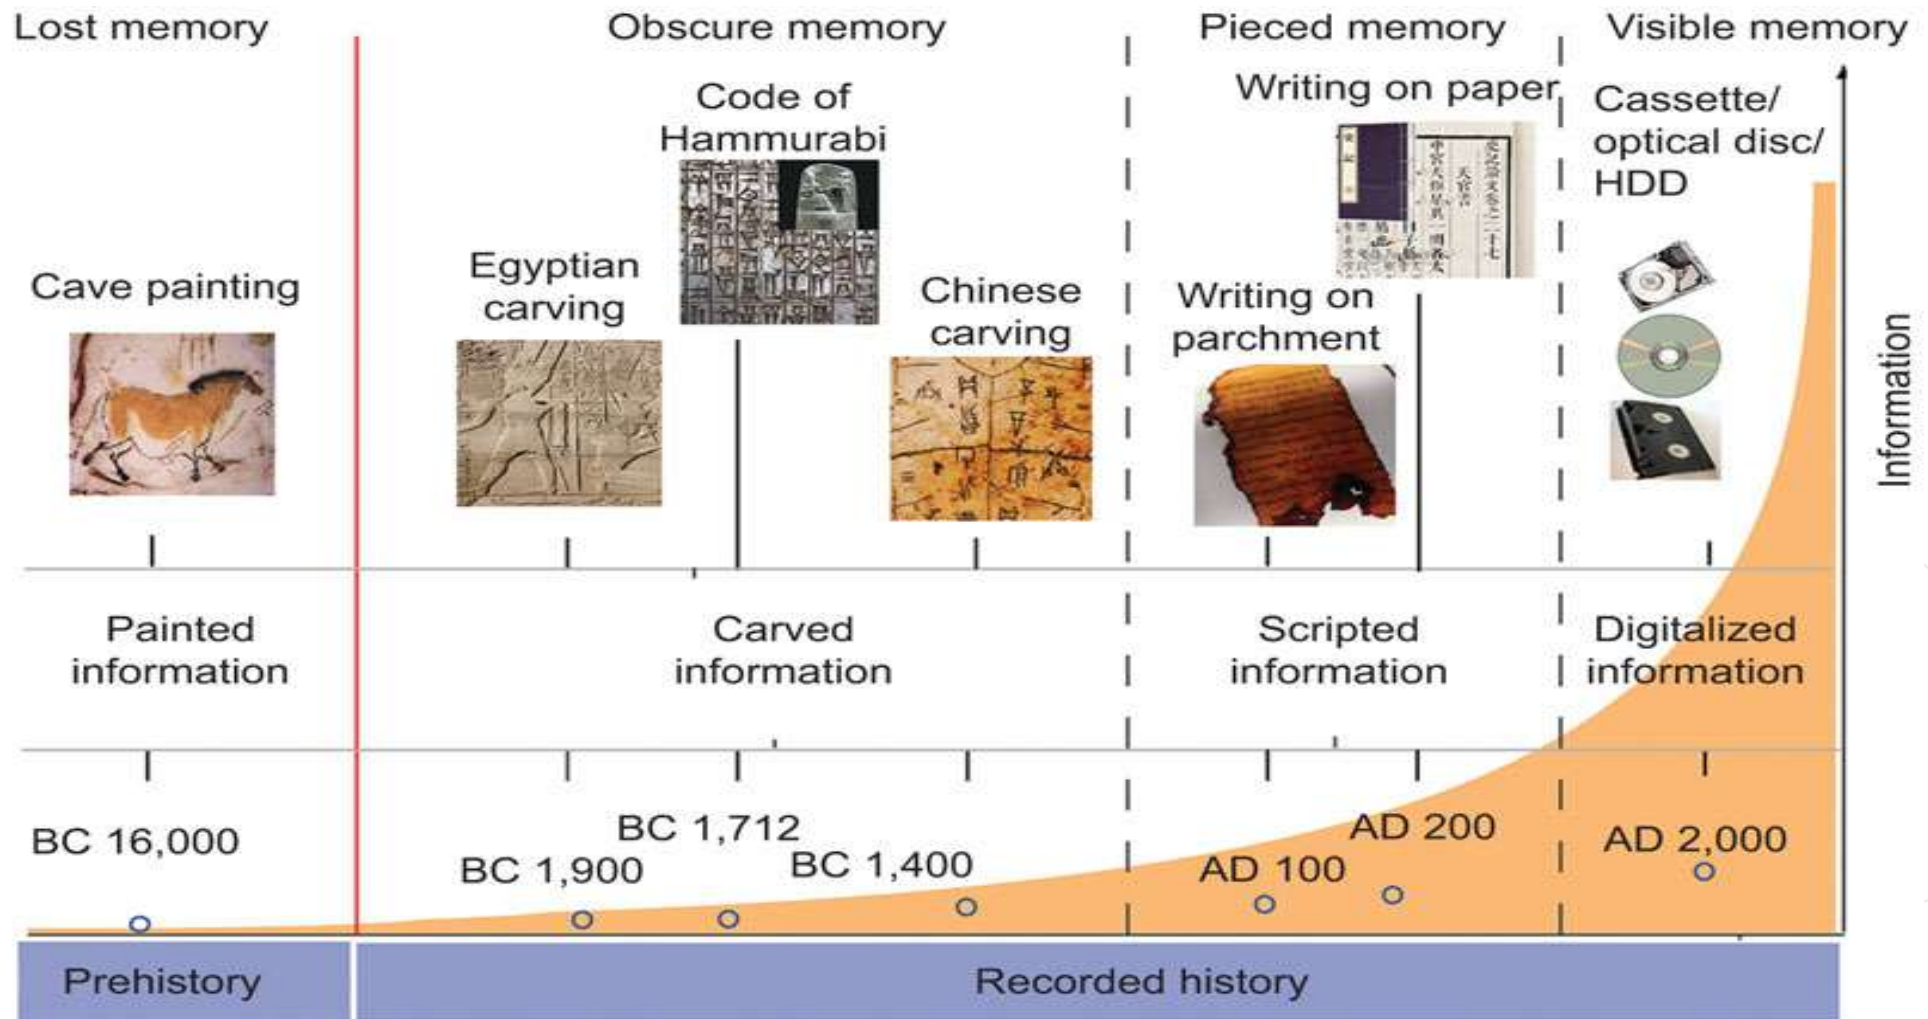 Lost memory
Obscure memory
Pieced memory
Visible memory
Cave painting
Egyptian
carving
Code of
Hammurabi
Chinese
carving
Writing on
parchment
Writing on paper
Cassette/
optical disc/
HDD
Information
Painted
information
Carved
information
Scripted
information
Digitalized
information
BC 16,000
BC 1,900
BC 1,712
BC 1,400
AD 100
AD 200
AD 2,000
Prehistory
Recorded history
天官書